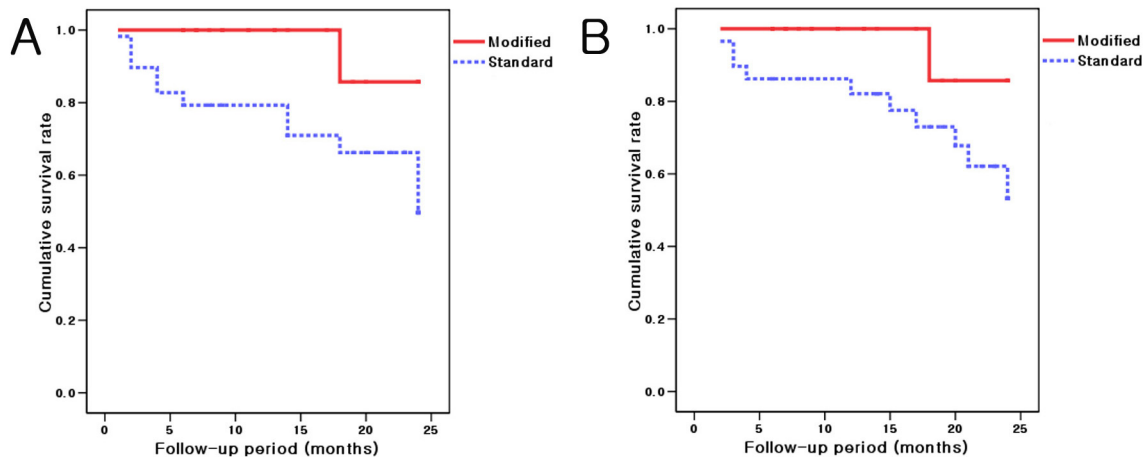 A
Cumulative survival rate
1.0
0.8
0.6
0.4
0.2
0.0
0 5 10 15 20 25
Follow-up period (months)
Modified
Standard
B
Cumulative survival rate
1.0
0.8
0.6
0.4
0.2
0.0
0 5 10 15 20 25
Follow-up period (months)
Modified
Standard